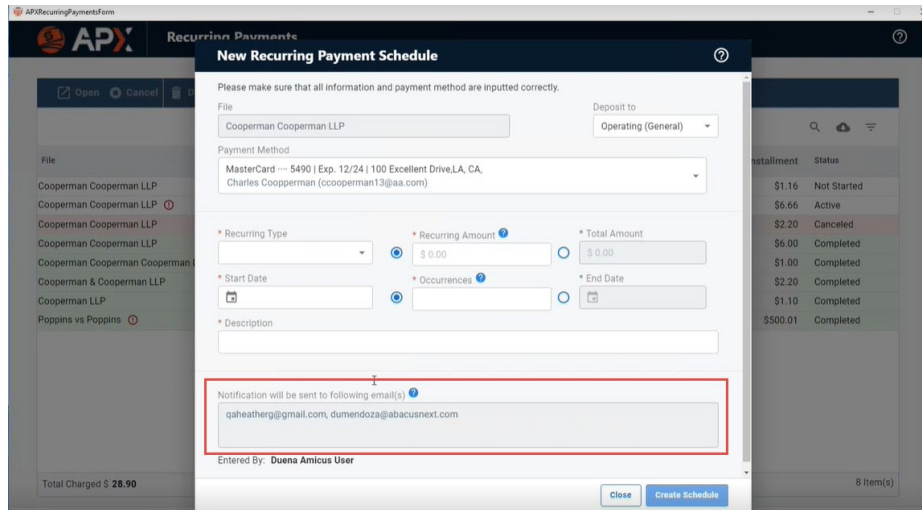 APXRecurringPaymentsForm
APX Recurring Payments
New Recurring Payment Schedule
Open Cancel D
Please make sure that all information and payment method are inputted correctly.
File Deposit to
Cooperman Cooperman LLP Operating (General)
Payment Method
MasterCard ···· 5490 | Exp. 12/24 | 100 Excellent Drive,LA, CA,
Charles Coopperman (ccooperman13@aa.com)
File nstallment Status
Cooperman Cooperman LLP $1.16 Not Started
Cooperman Cooperman LLP $6.66 Active
Cooperman Cooperman LLP $2.20 Canceled
Cooperman Cooperman LLP $6.00 Completed
Cooperman Cooperman Cooperman $1.00 Completed
Cooperman & Cooperman LLP $2.20 Completed
Cooperman LLP $1.10 Completed
Poppins vs Poppins $500.01 Completed
* Recurring Type * Recurring Amount * Total Amount
$ 0.00 $ 0.00
* Start Date * Occurrences * End Date
* Description
Notification will be sent to following email(s)
qaheatherg@gmail.com, dumendoza@abacusnext.com
Entered By: Duena Amicus User
Total Charged $ 28.90 8 Item(s)
Close Create Schedule